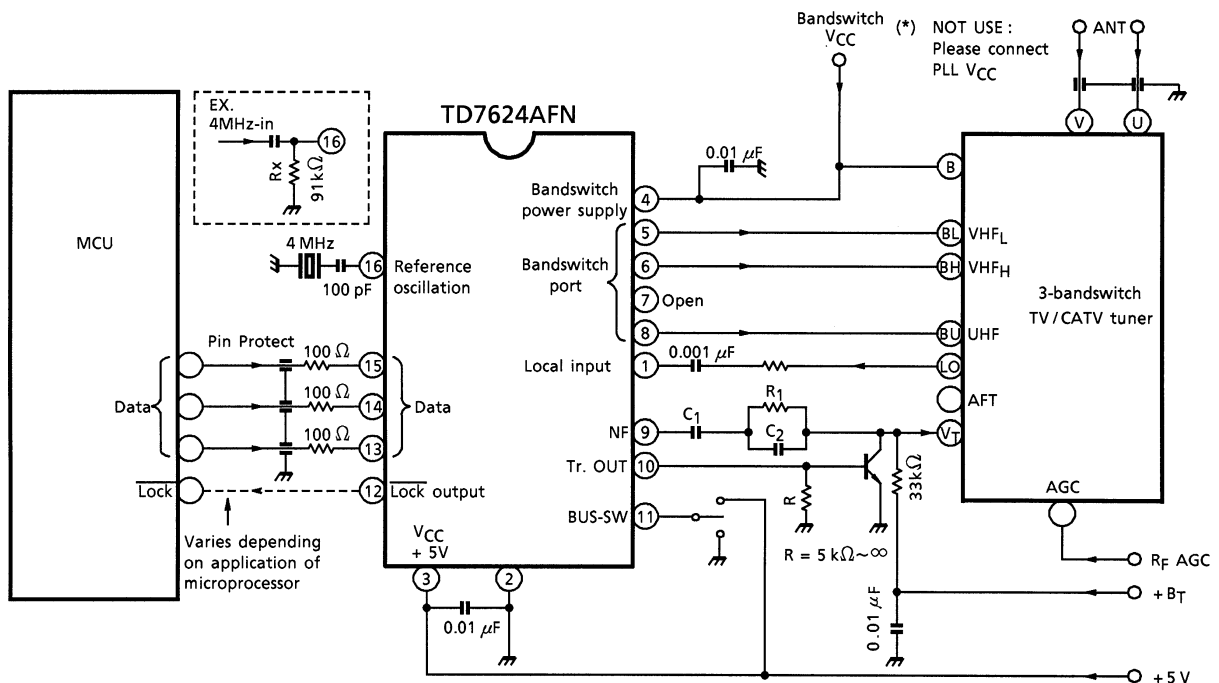 Bandswitch
VCC
(*) NOT USE :
Please connect
PLL VCC
ANT
EX.
4MHz-in
16
Rx
91kΩ
TD7624AFN
V
U
0.01 µF
B
Bandswitch
power supply
4
MCU
4 MHz
100 pF
16
Reference
oscillation
Bandswitch
port
5
6
7
Open
8
BL
VHFL
BH
VHFH
BU
UHF
3-bandswitch
TV / CATV tuner
Pin Protect
100 Ω
15
100 Ω
14
100 Ω
13
Data
Data
Local input
1
0.001 µF
LO
AFT
NF
9
C1
R1
C2
VT
Tr. OUT
10
R
33kΩ
R = 5 kΩ~∞
AGC
Lock
12
Lock output
BUS-SW
11
Varies depending
on application of
microprocessor
VCC
+ 5V
3
2
0.01 µF
0.01 µF
RF AGC
+BT
+5 V